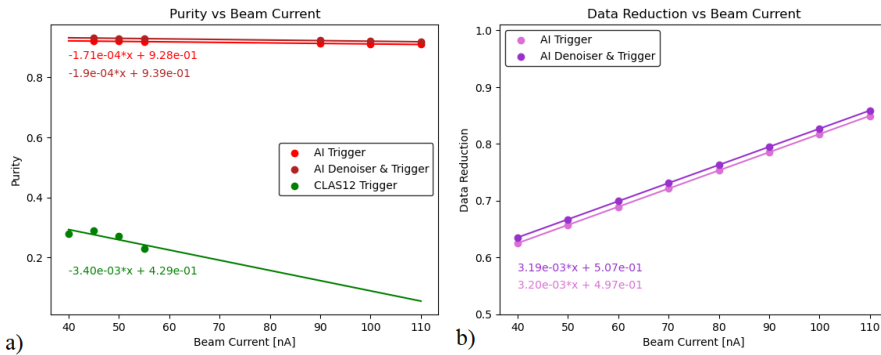 Purity vs Beam Current
-1.71e-04*x + 9.28e-01
-1.9e-04*x + 9.39e-01
AI Trigger
AI Denoiser & Trigger
CLAS12 Trigger
-3.40e-03*x + 4.29e-01
Purity
0.8
0.6
0.4
0.2
40 50 60 70 80 90 100 110
Beam Current [nA]
a)
Data Reduction vs Beam Current
AI Trigger
AI Denoiser & Trigger
3.19e-03*x + 5.07e-01
3.20e-03*x + 4.97e-01
Data Reduction
1.0
0.9
0.8
0.7
0.6
0.5
40 50 60 70 80 90 100 110
Beam Current [nA]
b)